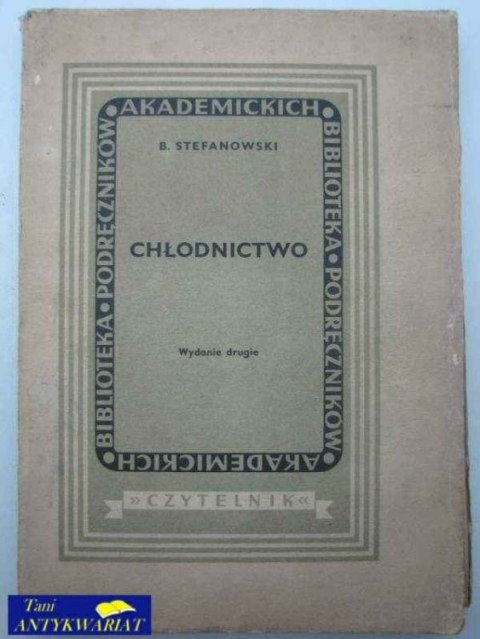 BIBLIOTEKA • PODRĘCZNIKÓW • AKADEMICKICH •
BIBLIOTEKA • PODRĘCZNIKÓW • AKADEMICKICH •
B. STEFANOWSKI
CHŁODNICTWO
Wydanie drugie
»CZYTELNIK«
Tani
ANTYKWARIAT